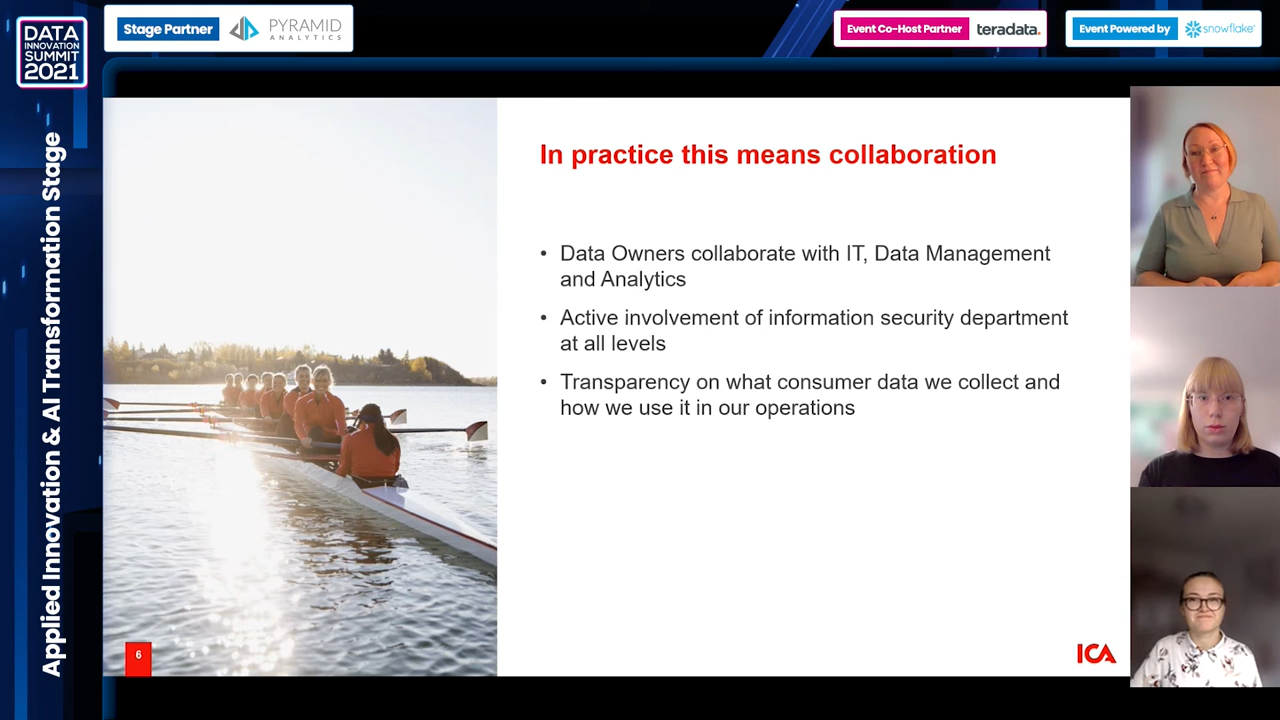 DATA
INNOVATION
SUMMIT
2021
Stage Partner
PYRAMID
ANALYTICS
Event Co-Host Partner
teradata.
Event Powered by
snowflake
Applied Innovation & AI Transformation Stage
In practice this means collaboration
• Data Owners collaborate with IT, Data Management
and Analytics
• Active involvement of information security department
at all levels
• Transparency on what consumer data we collect and
how we use it in our operations
6
ICA